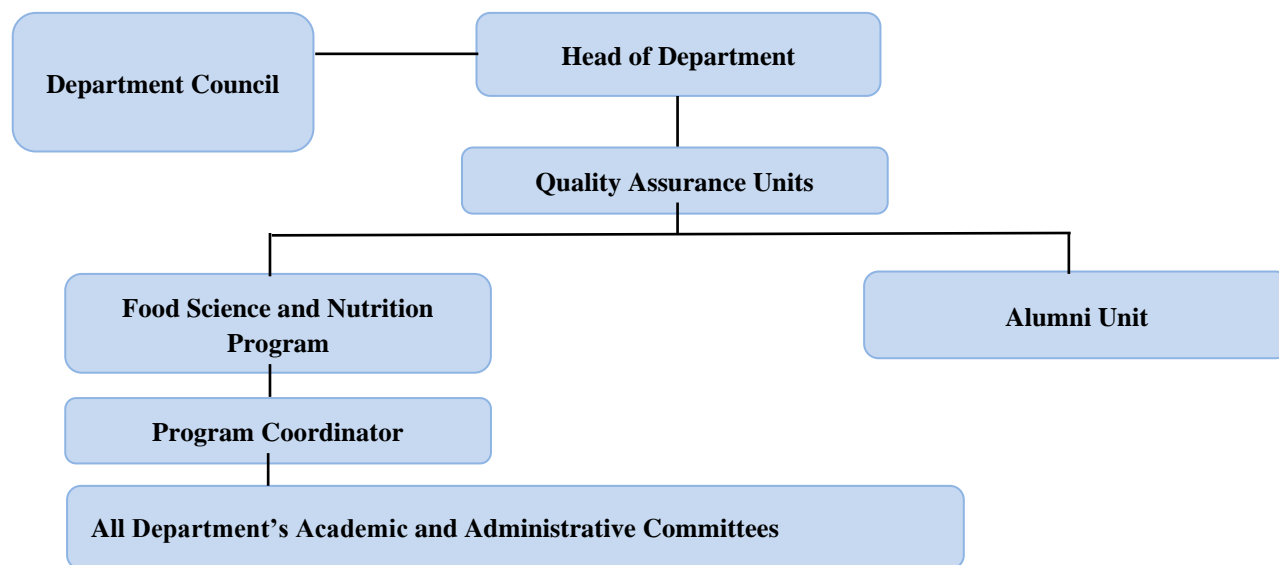 Department Council
Head of Department
Quality Assurance Units
Food Science and Nutrition
Program
Alumni Unit
Program Coordinator
All Department’s Academic and Administrative Committees